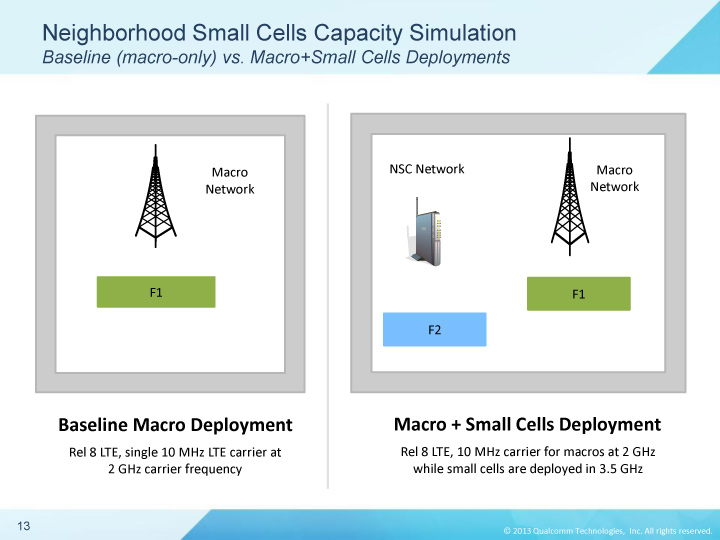 Neighborhood Small Cells Capacity Simulation
Baseline (macro-only) vs. Macro+Small Cells Deployments
Macro
Network
F1
NSC Network
Macro
Network
F1
F2
Baseline Macro Deployment
Rel 8 LTE, single 10 MHz LTE carrier at
2 GHz carrier frequency
Macro + Small Cells Deployment
Rel 8 LTE, 10 MHz carrier for macros at 2 GHz
while small cells are deployed in 3.5 GHz
13
© 2013 Qualcomm Technologies, Inc. All rights reserved.